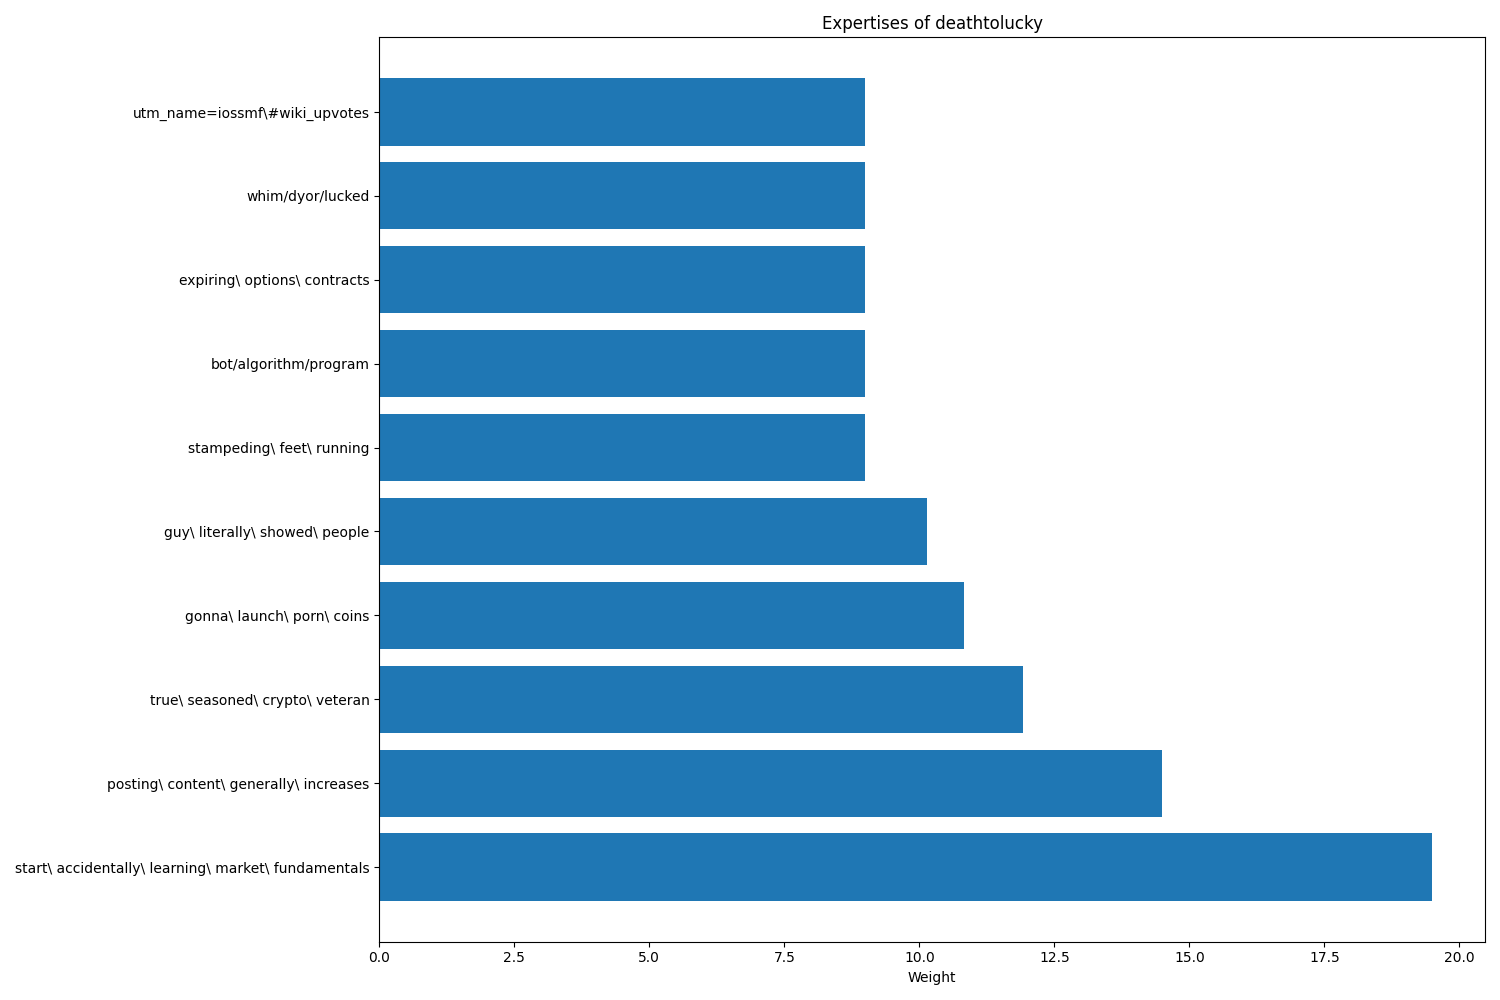 Expertises of deathtolucky
utm_name=iossmf\#wiki_upvotes
whim/dyor/lucked
expiring\ options\ contracts
bot/algorithm/program
stampeding\ feet\ running
guy\ literally\ showed\ people
gonna\ launch\ porn\ coins
true\ seasoned\ crypto\ veteran
posting\ content\ generally\ increases
start\ accidentally\ learning\ market\ fundamentals
0.0 2.5 5.0 7.5 10.0 12.5 15.0 17.5 20.0
Weight